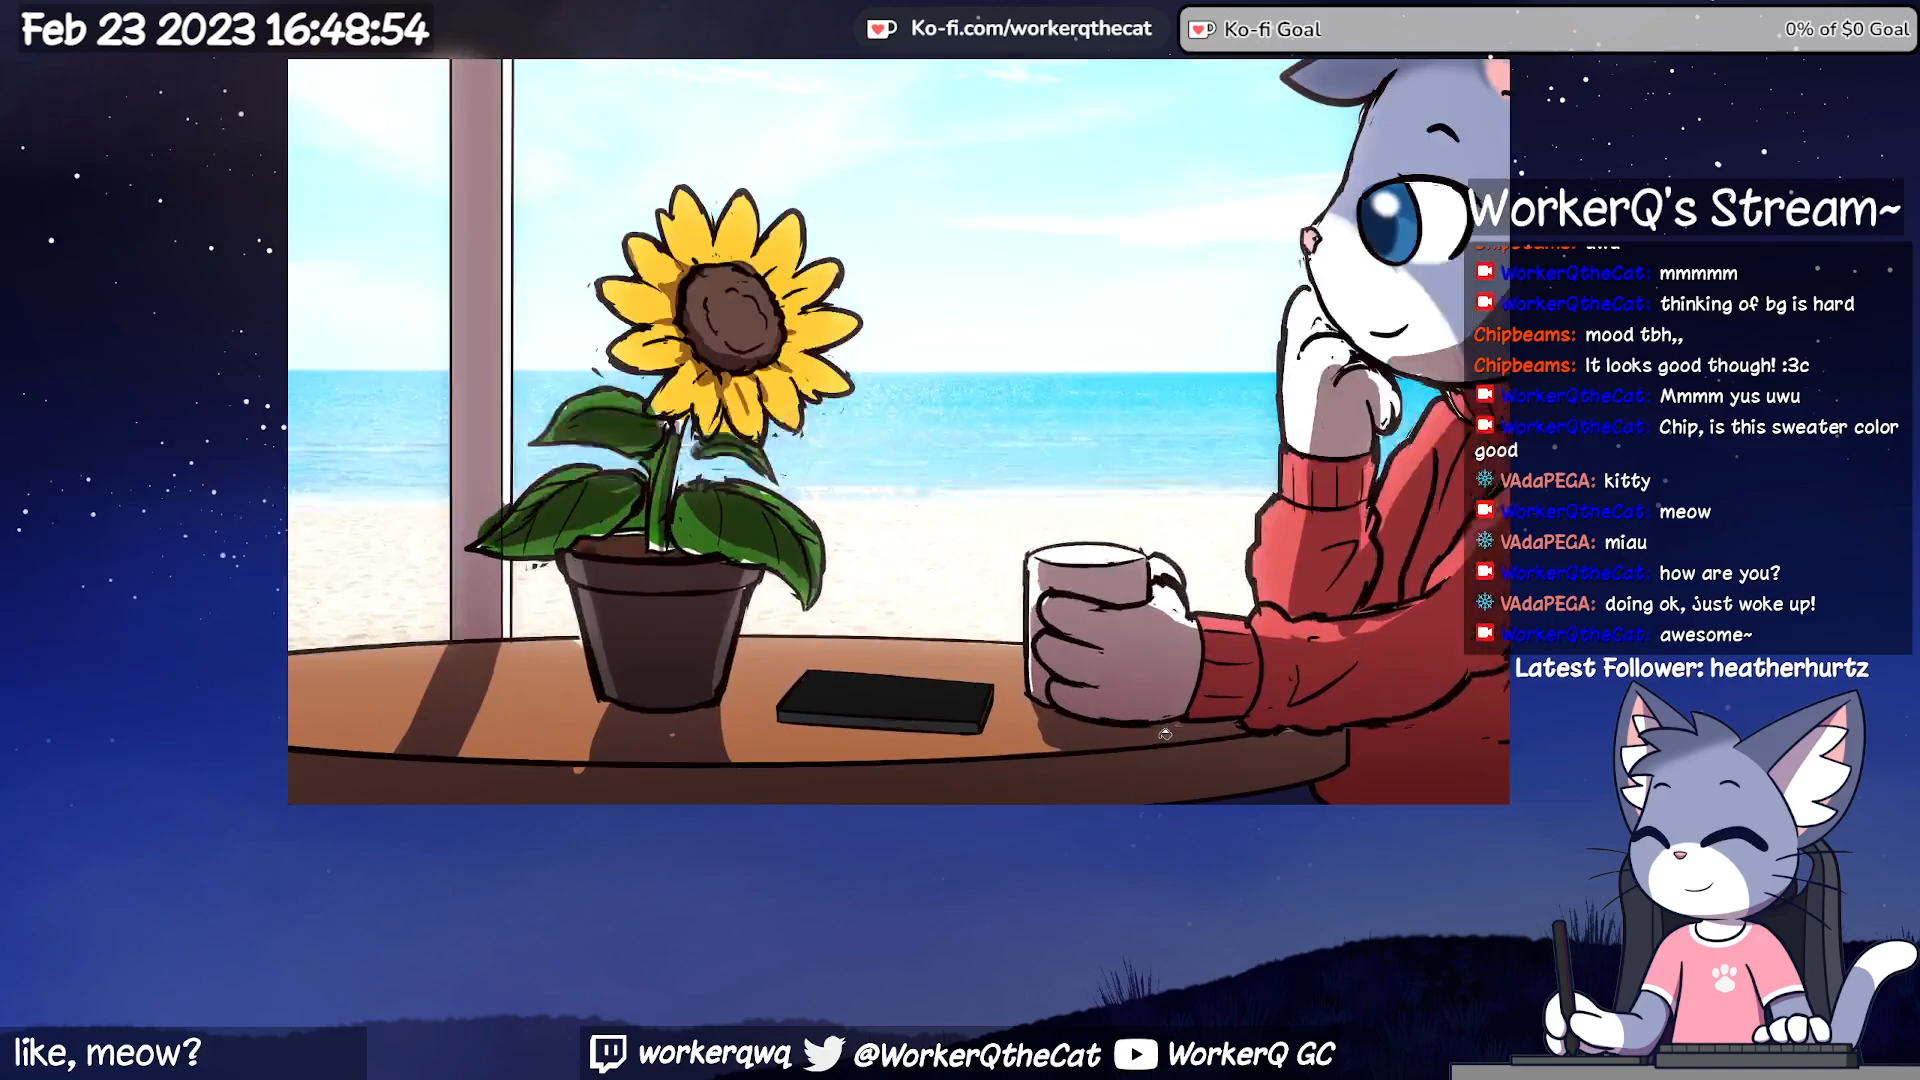 Feb 23 2023 16:48:54
Ko-fi.com/workerqthecat
Ko-fi Goal
0% of $0 Goal
WorkerQ's Stream~
Chipbeams: awa
WorkerQtheCat: mmmmm
WorkerQtheCat: thinking of bg is hard
Chipbeams: mood tbh,,
Chipbeams: It looks good though! :3c
WorkerQtheCat: Mmmm yus uwu
WorkerQtheCat: Chip, is this sweater color
good
VAdaPEGA: kitty
WorkerQtheCat: meow
VAdaPEGA: miau
WorkerQtheCat: how are you?
VAdaPEGA: doing ok, just woke up!
WorkerQtheCat: awesome~
Latest Follower: heatherhurtz
like, meow?
workerqwq
@WorkerQtheCat
WorkerQ GC